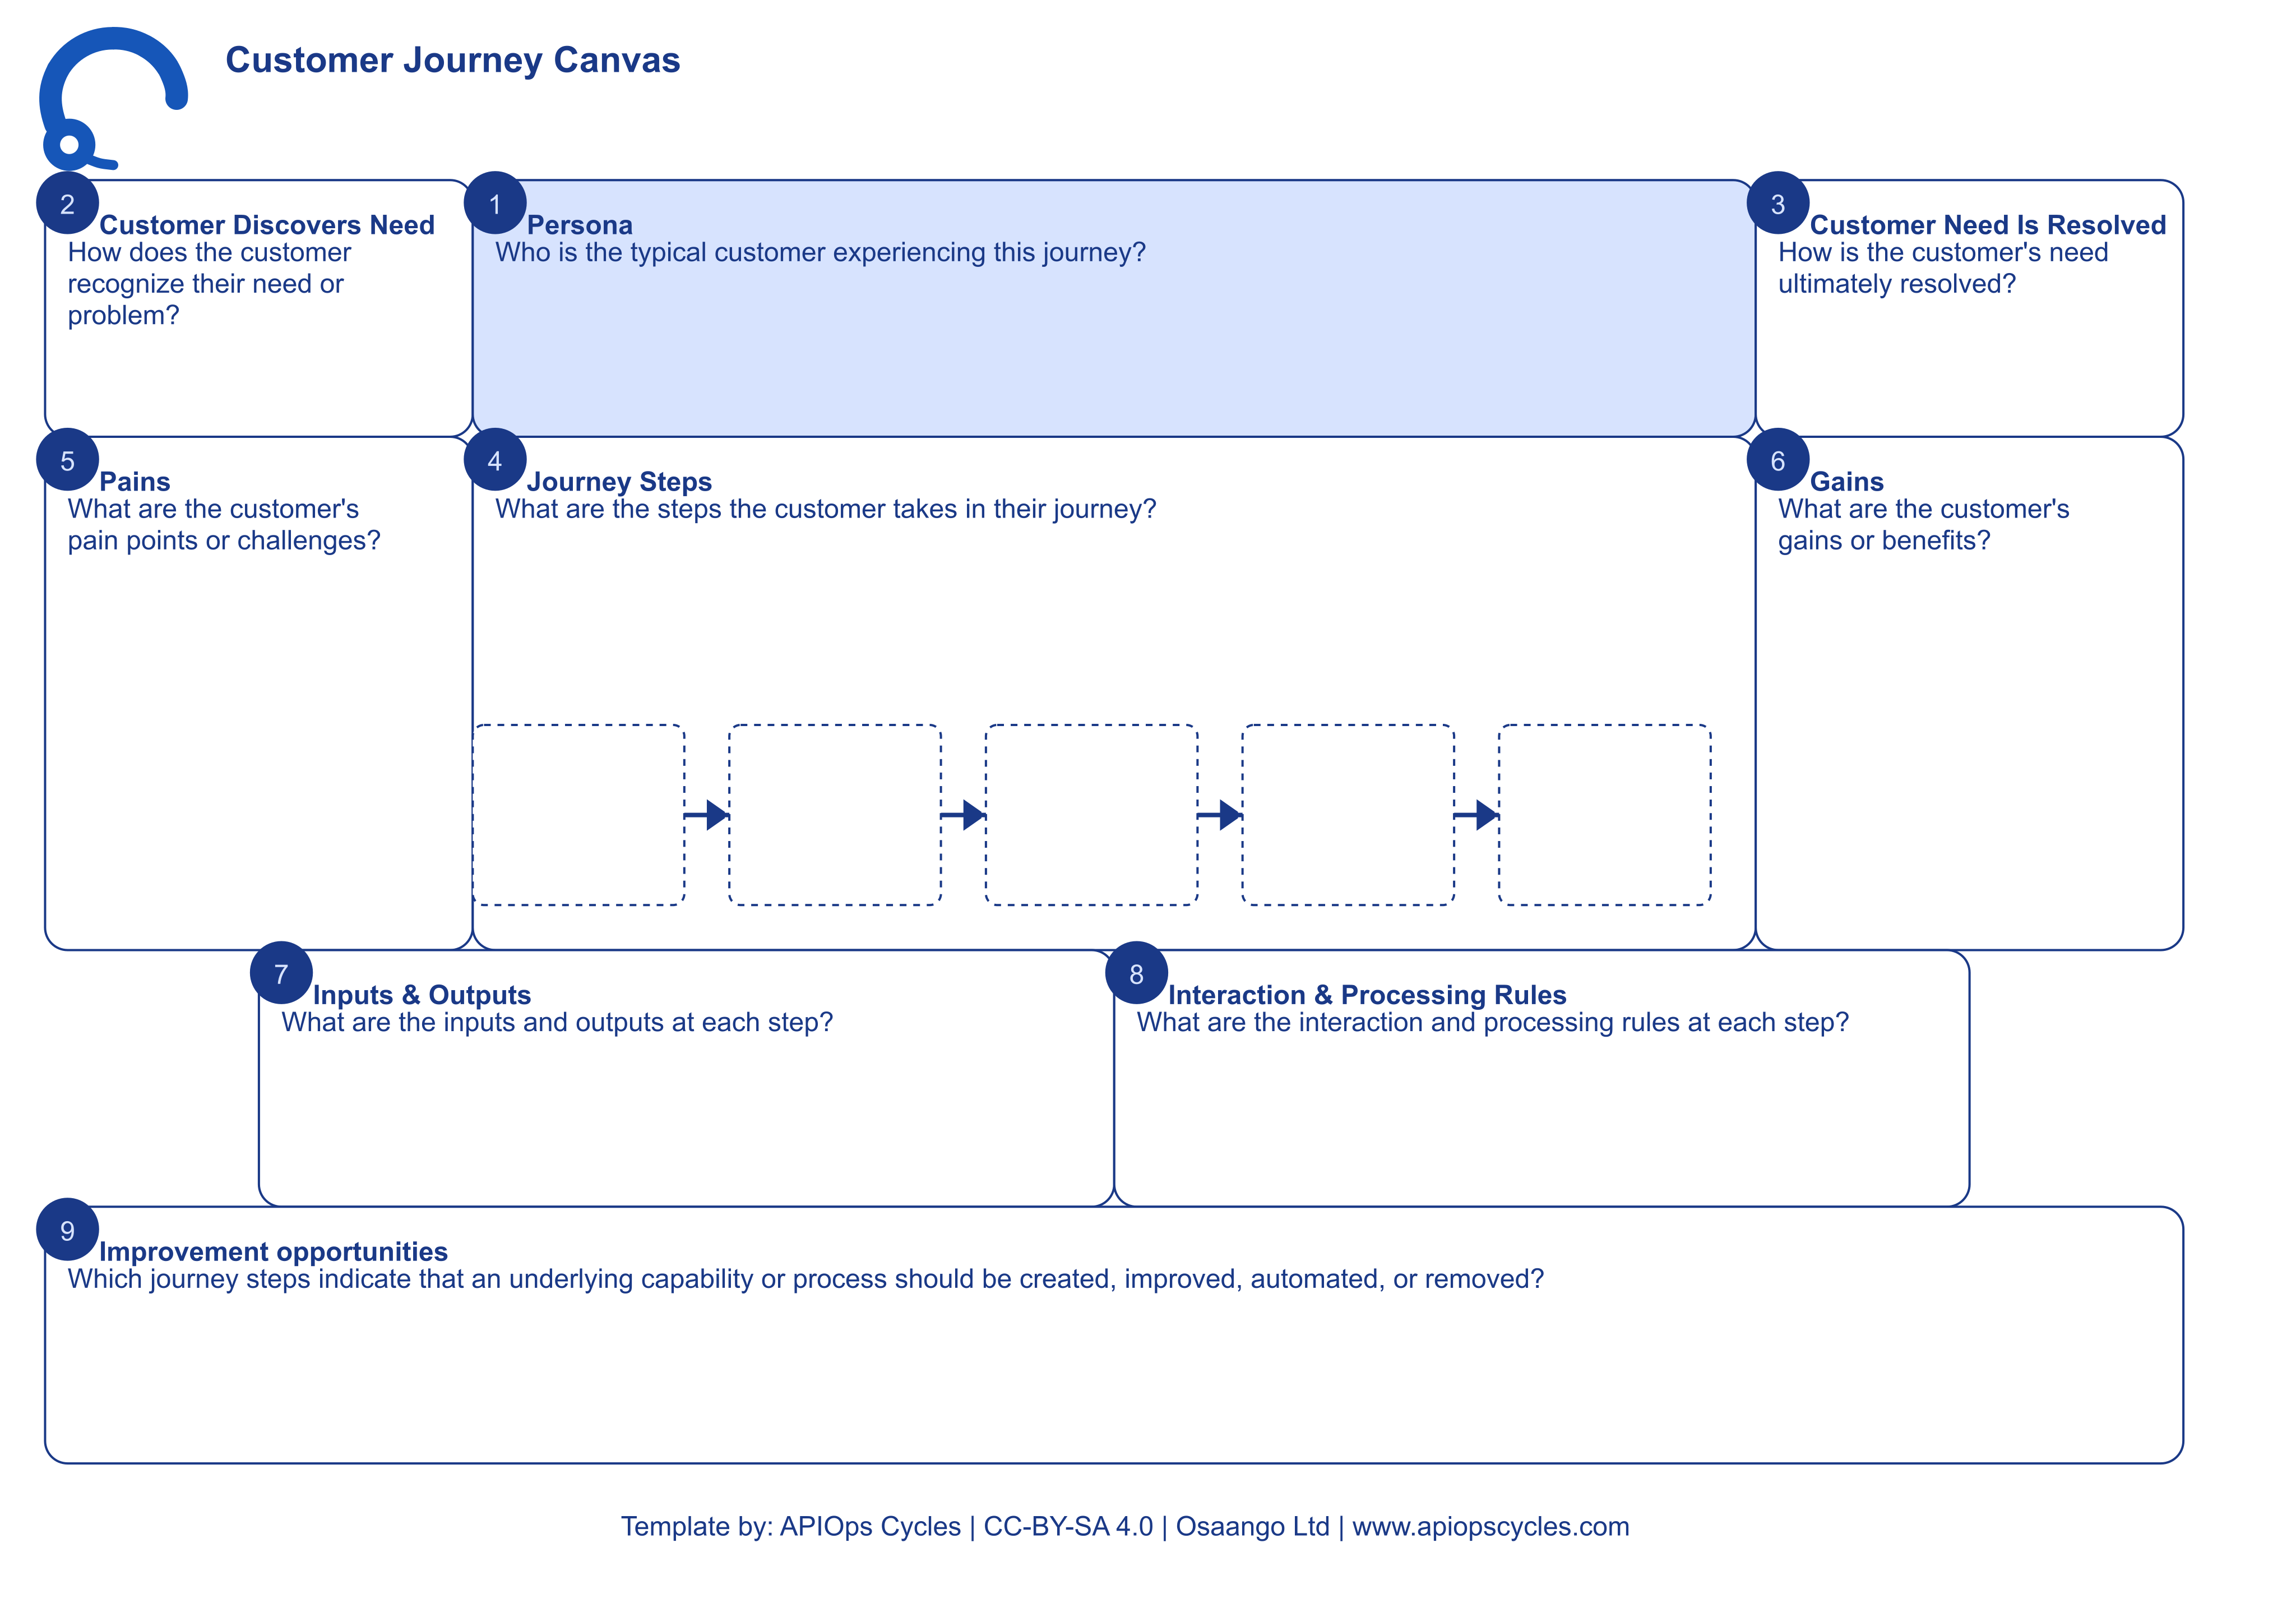 Customer Journey Canvas
2
Customer Discovers Need
How does the customer
recognize their need or
problem?
1
Persona
Who is the typical customer experiencing this journey?
3
Customer Need Is Resolved
How is the customer's need
ultimately resolved?
5
Pains
What are the customer's
pain points or challenges?
4
Journey Steps
What are the steps the customer takes in their journey?
6
Gains
What are the customer's
gains or benefits?
7
Inputs & Outputs
What are the inputs and outputs at each step?
8
Interaction & Processing Rules
What are the interaction and processing rules at each step?
9
Improvement opportunities
Which journey steps indicate that an underlying capability or process should be created, improved, automated, or removed?
Template by: APIOps Cycles | CC-BY-SA 4.0 | Osaango Ltd | www.apiopscycles.com